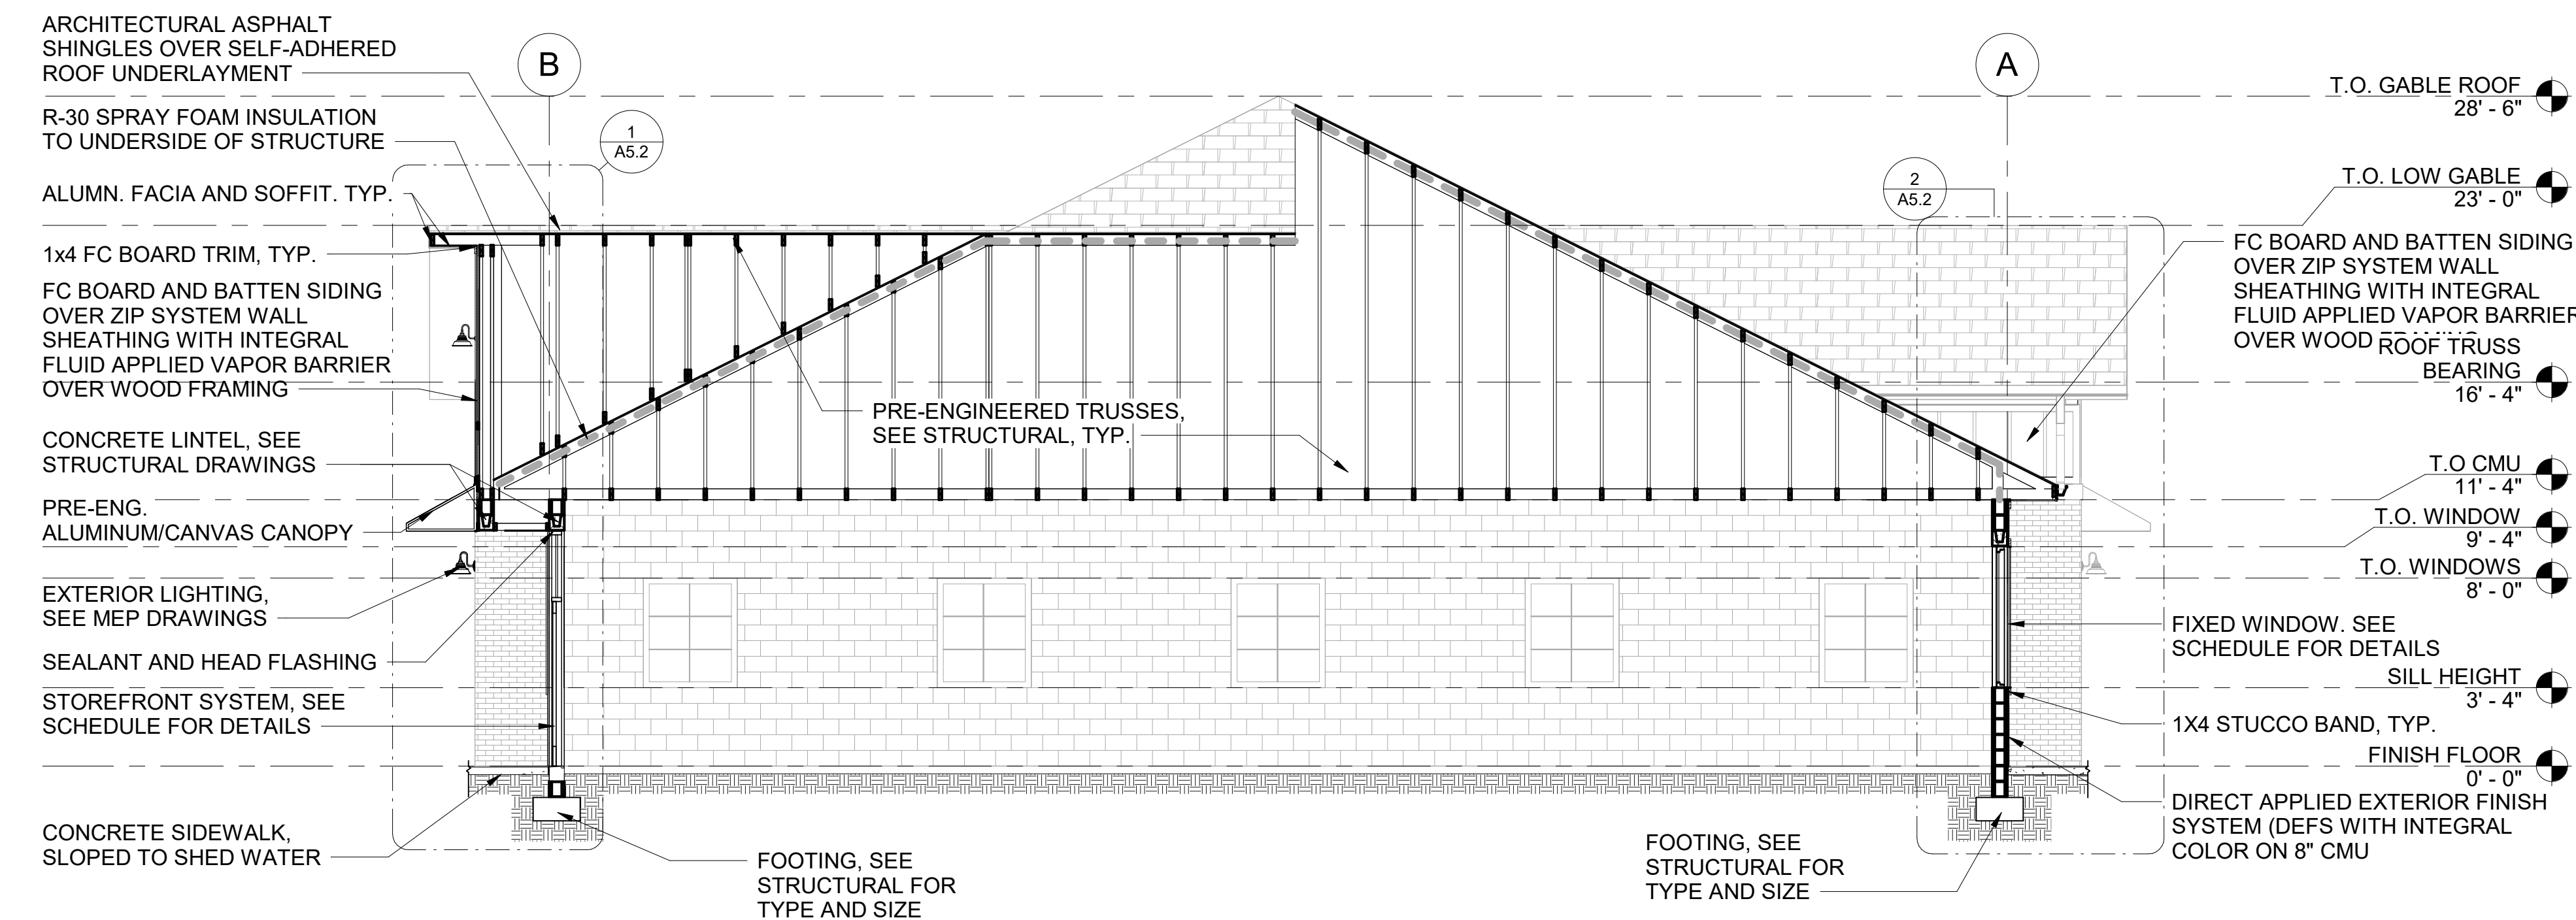 ARCHITECTURAL ASPHALT
SHINGLES OVER SELF-ADHERED
ROOF UNDERLAYMENT
R-30 SPRAY FOAM INSULATION
TO UNDERSIDE OF STRUCTURE
ALUMN. FACIA AND SOFFIT. TYP.
1x4 FC BOARD TRIM, TYP.
FC BOARD AND BATTEN SIDING
OVER ZIP SYSTEM WALL
SHEATHING WITH INTEGRAL
FLUID APPLIED VAPOR BARRIER
OVER WOOD FRAMING
CONCRETE LINTEL, SEE
STRUCTURAL DRAWINGS
PRE-ENG.
ALUMINUM/CANVAS CANOPY
EXTERIOR LIGHTING,
SEE MEP DRAWINGS
SEALANT AND HEAD FLASHING
STOREFRONT SYSTEM, SEE
SCHEDULE FOR DETAILS
CONCRETE SIDEWALK,
SLOPED TO SHED WATER
B
1
A5.2
PRE-ENGINEERED TRUSSES,
SEE STRUCTURAL, TYP.
FOOTING, SEE
STRUCTURAL FOR
TYPE AND SIZE
FOOTING, SEE
STRUCTURAL FOR
TYPE AND SIZE
A
2
A5.2
T.O. GABLE ROOF
28' - 6"
T.O. LOW GABLE
23' - 0"
FC BOARD AND BATTEN SIDING
OVER ZIP SYSTEM WALL
SHEATHING WITH INTEGRAL
FLUID APPLIED VAPOR BARRIER
OVER WOOD FRAMING
ROOF TRUSS
BEARING
16' - 4"
T.O CMU
11' - 4"
T.O. WINDOW
9' - 4"
T.O. WINDOWS
8' - 0"
FIXED WINDOW. SEE
SCHEDULE FOR DETAILS
SILL HEIGHT
3' - 4"
1X4 STUCCO BAND, TYP.
FINISH FLOOR
0' - 0"
DIRECT APPLIED EXTERIOR FINISH
SYSTEM (DEFS WITH INTEGRAL
COLOR ON 8" CMU